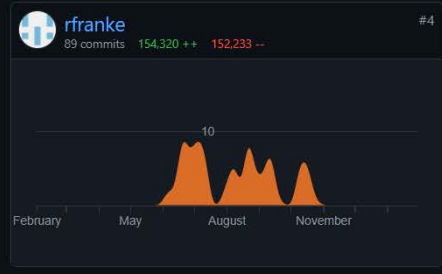 rfranke #4
89 commits 154,320 ++ 152,233 --
10
February May August November